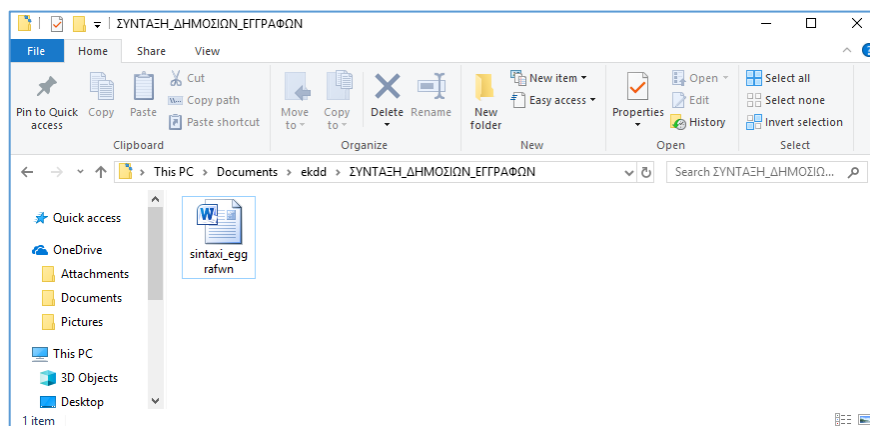 ΣΥΝΤΑΞΗ_ΔΗΜΟΣΙΩΝ_ΕΓΓΡΑΦΩΝ
File Home Share View
Pin to Quick access
Copy
Paste
Cut
Copy path
Paste shortcut
Clipboard
Move to
Copy to
Delete
Rename
Organize
New folder
New item
Easy access
New
Properties
Open
Edit
History
Open
Select all
Select none
Invert selection
Select
This PC > Documents > ekdd > ΣΥΝΤΑΞΗ_ΔΗΜΟΣΙΩΝ_ΕΓΓΡΑΦΩΝ
Search ΣΥΝΤΑΞΗ_ΔΗΜΟΣΙΩ...
Quick access
OneDrive
Attachments
Documents
Pictures
This PC
3D Objects
Desktop
sintaxi_egg
rafwn
1 item